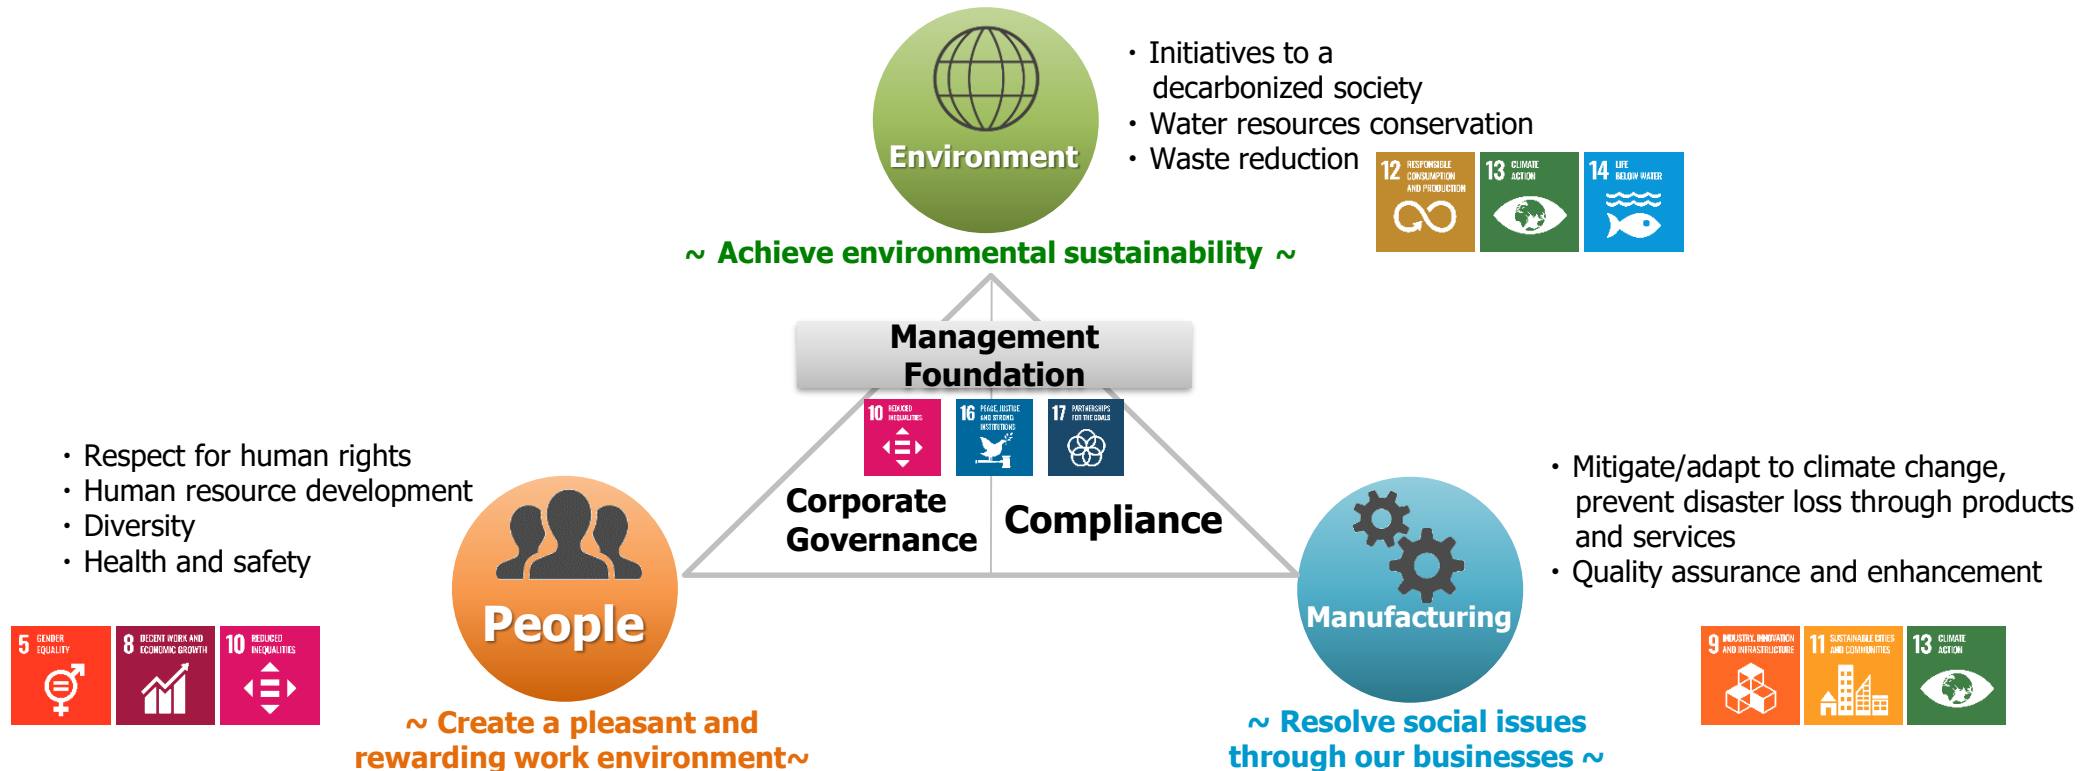 ・Initiatives to a
decarbonized society
・Water resources conservation
・Waste reduction
Environment
12 RESPONSIBLE
CONSUMPTION
AND PRODUCTION
13 CLIMATE
ACTION
14 LIFE
BELOW WATER
~ Achieve environmental sustainability ~
Management
Foundation
10 REDUCED
INEQUALITIES
16 PEACE, JUSTICE
AND STRONG
INSTITUTIONS
17 PARTNERSHIPS
FOR THE GOALS
Corporate
Governance
Compliance
・Respect for human rights
・Human resource development
・Diversity
・Health and safety
People
5 GENDER
EQUALITY
8 DECENT WORK AND
ECONOMIC GROWTH
10 REDUCED
INEQUALITIES
~ Create a pleasant and
rewarding work environment~
・Mitigate/adapt to climate change,
prevent disaster loss through products
and services
・Quality assurance and enhancement
Manufacturing
9 INDUSTRY, INNOVATION
AND INFRASTRUCTURE
11 SUSTAINABLE CITIES
AND COMMUNITIES
13 CLIMATE
ACTION
~ Resolve social issues
through our businesses ~